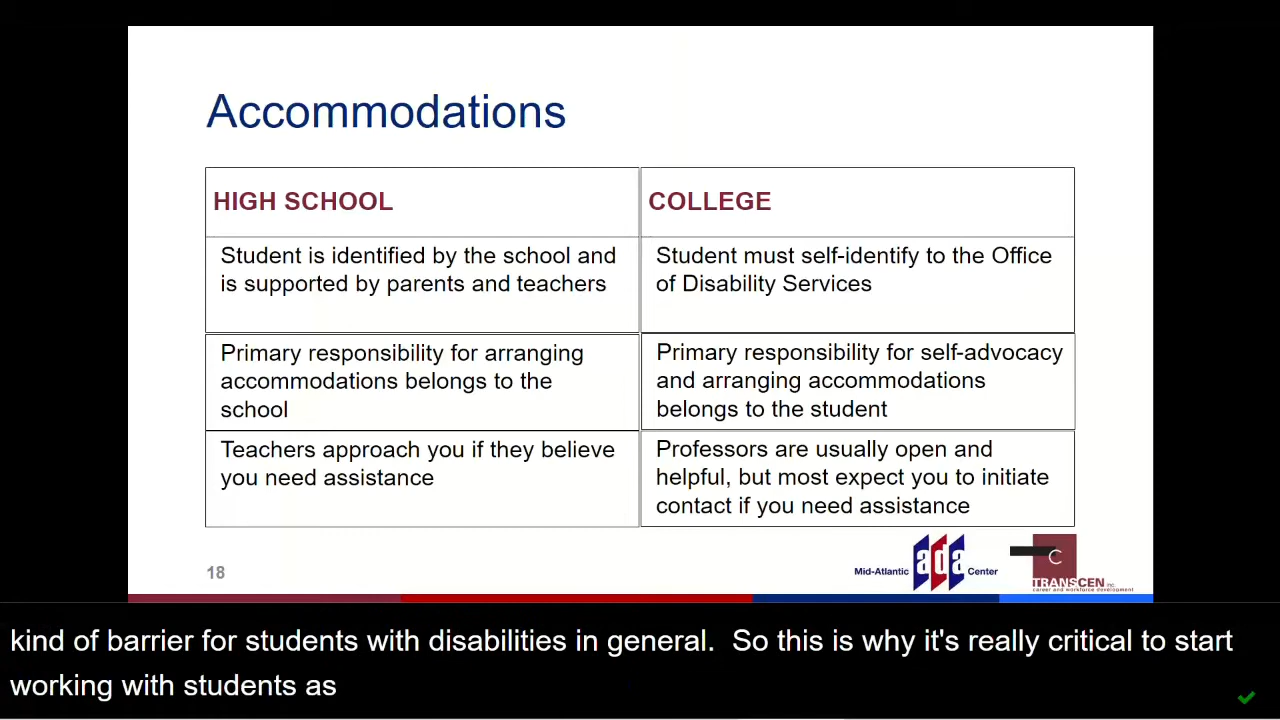 Accommodations
HIGH SCHOOL
COLLEGE
Student is identified by the school and
is supported by parents and teachers
Student must self-identify to the Office
of Disability Services
Primary responsibility for arranging
accommodations belongs to the
school
Primary responsibility for self-advocacy
and arranging accommodations
belongs to the student
Teachers approach you if they believe
you need assistance
Professors are usually open and
helpful, but most expect you to initiate
contact if you need assistance
18
Mid-Atlantic ada Center
C
TRANSCEN inc.
career and workforce development
kind of barrier for students with disabilities in general.  So this is why it's really critical to start
working with students as